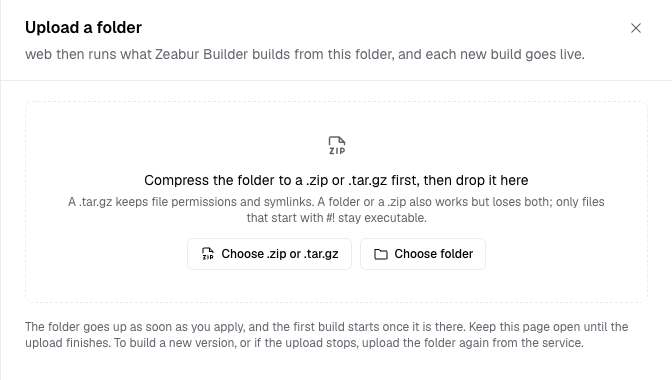 Upload a folder
web then runs what Zeabur Builder builds from this folder, and each new build goes live.
ZIP
Compress the folder to a .zip or .tar.gz first, then drop it here
A .tar.gz keeps file permissions and symlinks. A folder or a .zip also works but loses both; only files
that start with #! stay executable.
ZIP Choose .zip or .tar.gz
Choose folder
The folder goes up as soon as you apply, and the first build starts once it is there. Keep this page open until the
upload finishes. To build a new version, or if the upload stops, upload the folder again from the service.